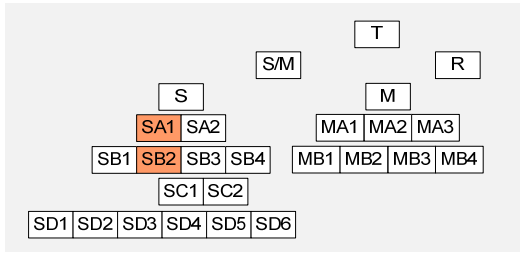 T
S/M R
S M
SA1 SA2 MA1 MA2 MA3
SB1 SB2 SB3 SB4 MB1 MB2 MB3 MB4
SC1 SC2
SD1 SD2 SD3 SD4 SD5 SD6